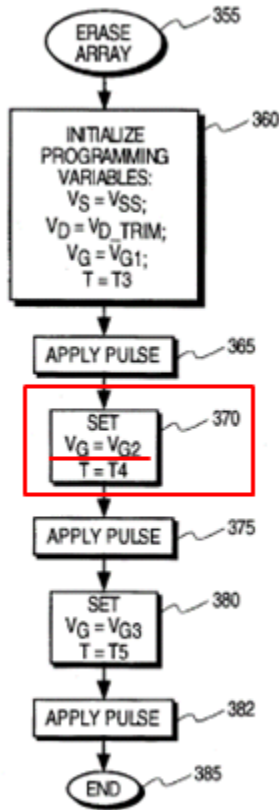 ERASE
ARRAY
355
INITIALIZE
PROGRAMMING
VARIABLES:
VS = VSS;
VD = VD_TRIM;
VG = VG1;
T = T3
360
APPLY PULSE
365
SET
VG = VG2
T = T4
370
APPLY PULSE
375
SET
VG = VG3
T = T5
380
APPLY PULSE
382
END
385